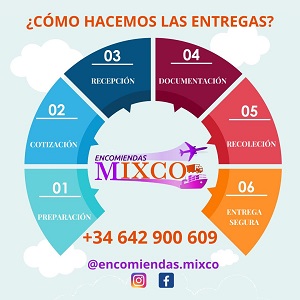 ¿CÓMO HACEMOS LAS ENTREGAS?
01
PREPARACIÓN
02
COTIZACIÓN
03
RECEPCIÓN
04
DOCUMENTACIÓN
05
RECOLECIÓN
06
ENTREGA
SEGURA
ENCOMIENDAS
MIXCO
+34 642 900 609
@encomiendas.mixco